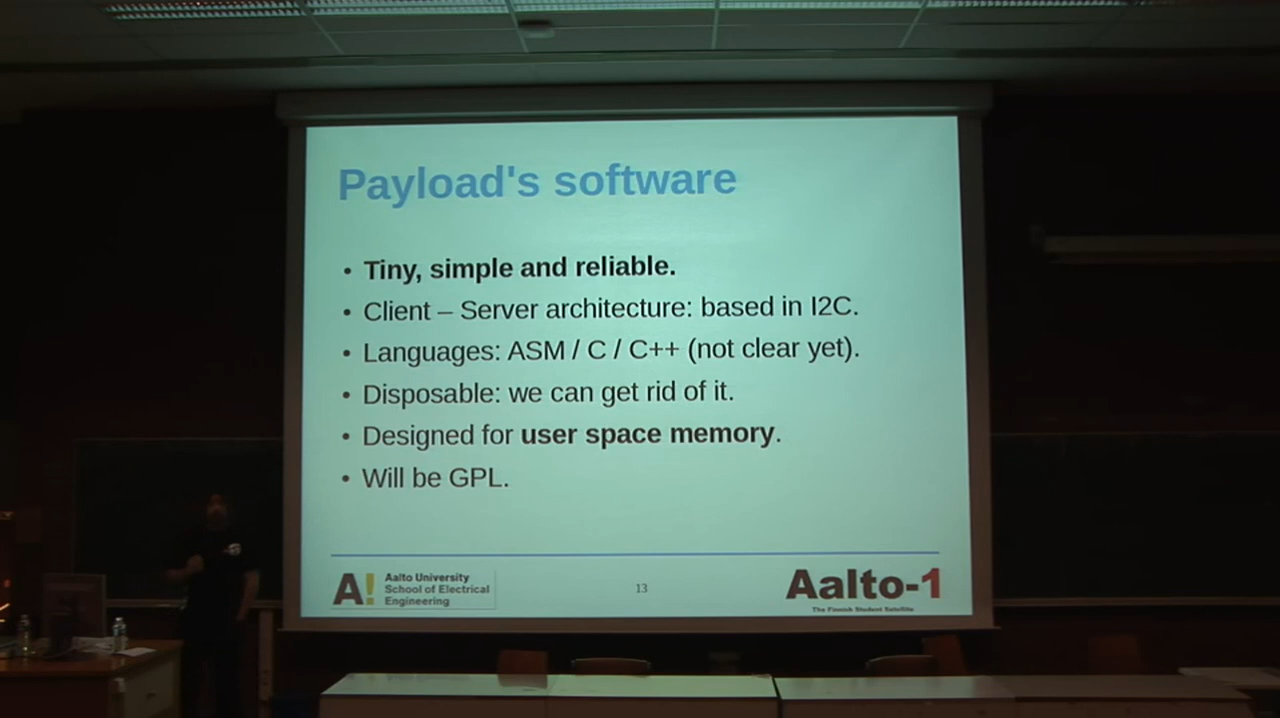 Payload's software
• Tiny, simple and reliable.
• Client – Server architecture: based in I2C.
• Languages: ASM / C / C++ (not clear yet).
• Disposable: we can get rid of it.
• Designed for user space memory.
• Will be GPL.
A! Aalto University
School of Electrical
Engineering
13
Aalto-1
The Finnish Student Satellite